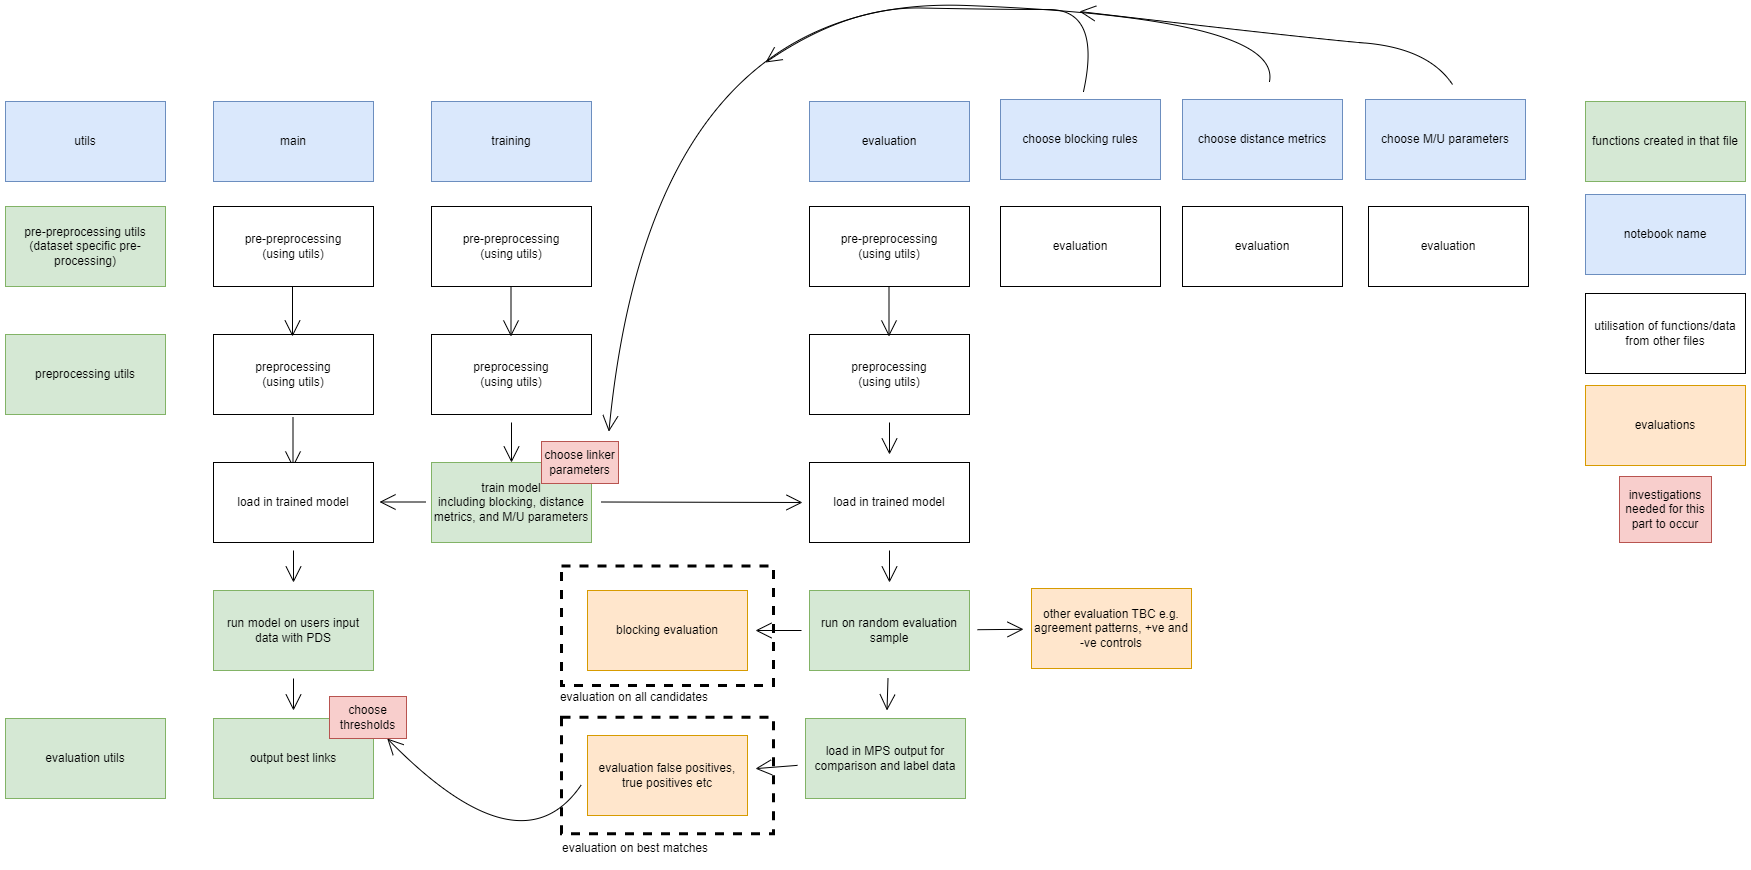 utils
main
training
evaluation
choose blocking rules
choose distance metrics
choose M/U parameters
functions created in that file
pre-preprocessing utils
(dataset specific pre-
processing)
pre-preprocessing
(using utils)
pre-preprocessing
(using utils)
pre-preprocessing
(using utils)
evaluation
evaluation
evaluation
notebook name
utilisation of functions/data
from other files
preprocessing utils
preprocessing
(using utils)
preprocessing
(using utils)
preprocessing
(using utils)
evaluations
choose linker
parameters
load in trained model
train model
including blocking, distance
metrics, and M/U parameters
load in trained model
investigations
needed for this
part to occur
run model on users input
data with PDS
blocking evaluation
run on random evaluation
sample
other evaluation TBC e.g.
agreement patterns, +ve and
-ve controls
evaluation on all candidates
choose
thresholds
evaluation utils
output best links
evaluation false positives,
true positives etc
load in MPS output for
comparison and label data
evaluation on best matches